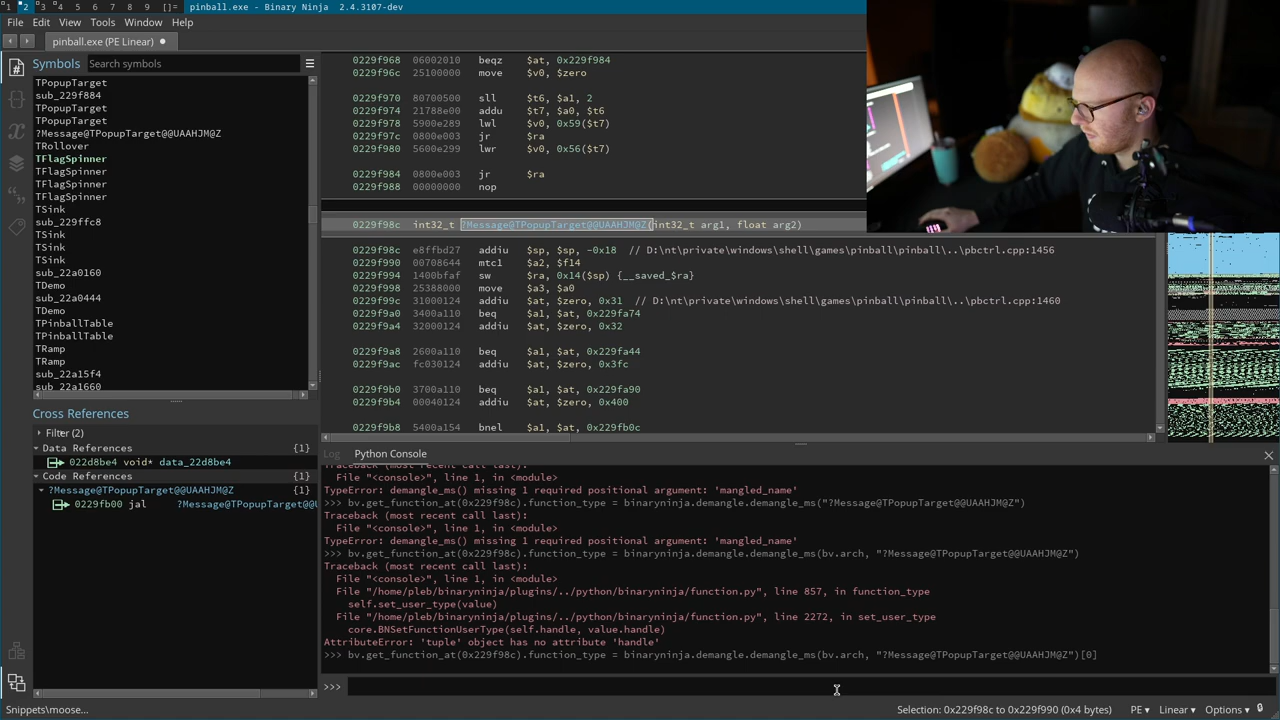 1 2 3 4 5 6 7 8 9 []= pinball.exe - Binary Ninja 2.4.3107-dev
File Edit View Tools Window Help
pinball.exe (PE Linear)
Symbols Search symbols
TPopupTarget
sub_229f884
TPopupTarget
TPopupTarget
?Message@TPopupTarget@@UAAHJM@Z
TRollover
TFlagSpinner
TFlagSpinner
TFlagSpinner
TFlagSpinner
TSink
sub_229ffc8
TSink
TSink
TSink
sub_22a0160
TDemo
sub_22a0444
TDemo
TPinballTable
TPinballTable
TRamp
TRamp
sub_22a15f4
sub_22a1660
Cross References
Filter (2)
Data References {1}
022d8be4 void* data_22d8be4
Code References {1}
?Message@TPopupTarget@@UAAHJM@Z {1}
0229fb00 jal ?Message@TPopupTarget@@U
0229f968 06002010 beqz $at, 0x229f984
0229f96c 25100000 move $v0, $zero
0229f970 80700500 sll $t6, $a1, 2
0229f974 21788e00 addu $t7, $a0, $t6
0229f978 5900e289 lwl $v0, 0x59($t7)
0229f97c 0800e003 jr $ra
0229f980 5600e299 lwr $v0, 0x56($t7)
0229f984 0800e003 jr $ra
0229f988 00000000 nop
0229f98c int32_t ?Message@TPopupTarget@@UAAHJM@Z(int32_t arg1, float arg2)
0229f98c e8ffbd27 addiu $sp, $sp, -0x18 // D:\nt\private\windows\shell\games\pinball\pinball\..\pbctrl.cpp:1456
0229f990 00708644 mtc1 $a2, $f14
0229f994 1400bfaf sw $ra, 0x14($sp) {__saved_$ra}
0229f998 25388000 move $a3, $a0
0229f99c 31000124 addiu $at, $zero, 0x31 // D:\nt\private\windows\shell\games\pinball\pinball\..\pbctrl.cpp:1460
0229f9a0 3400a110 beq $a1, $at, 0x229fa74
0229f9a4 32000124 addiu $at, $zero, 0x32
0229f9a8 2600a110 beq $a1, $at, 0x229fa44
0229f9ac fc030124 addiu $at, $zero, 0x3fc
0229f9b0 3700a110 beq $a1, $at, 0x229fa90
0229f9b4 00040124 addiu $at, $zero, 0x400
0229f9b8 5400a154 bnel $a1, $at, 0x229fb0c
Log Python Console
Traceback (most recent call last):
File "<console>", line 1, in <module>
TypeError: demangle_ms() missing 1 required positional argument: 'mangled_name'
>>> bv.get_function_at(0x229f98c).function_type = binaryninja.demangle.demangle_ms("?Message@TPopupTarget@@UAAHJM@Z")
Traceback (most recent call last):
File "<console>", line 1, in <module>
TypeError: demangle_ms() missing 1 required positional argument: 'mangled_name'
>>> bv.get_function_at(0x229f98c).function_type = binaryninja.demangle.demangle_ms(bv.arch, "?Message@TPopupTarget@@UAAHJM@Z")
Traceback (most recent call last):
File "<console>", line 1, in <module>
File "/home/pleb/binaryninja/plugins/../python/binaryninja/function.py", line 857, in function_type
self.set_user_type(value)
File "/home/pleb/binaryninja/plugins/../python/binaryninja/function.py", line 2272, in set_user_type
core.BNSetFunctionUserType(self.handle, value.handle)
AttributeError: 'tuple' object has no attribute 'handle'
>>> bv.get_function_at(0x229f98c).function_type = binaryninja.demangle.demangle_ms(bv.arch, "?Message@TPopupTarget@@UAAHJM@Z")[0]
>>>
Snippets\moose... Selection: 0x229f98c to 0x229f990 (0x4 bytes) PE Linear Options